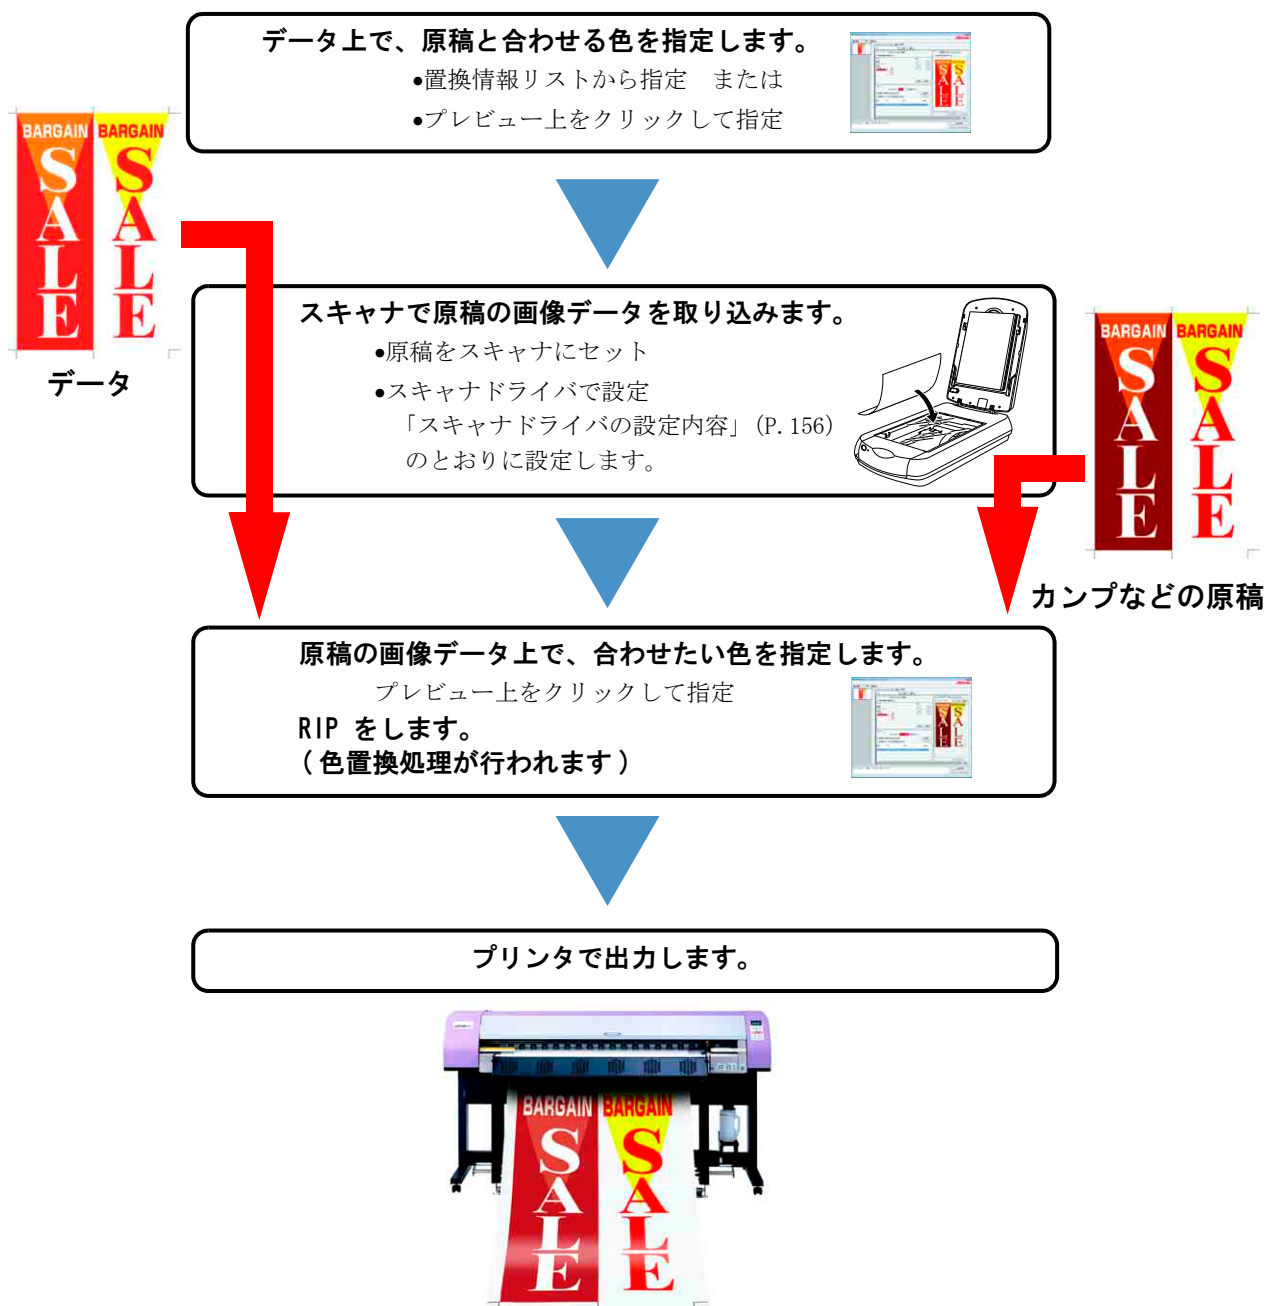 データ上で、原稿と合わせる色を指定します。
●置換情報リストから指定　または
●プレビュー上をクリックして指定
BARGAIN BARGAIN
SALE SALE
データ
スキャナで原稿の画像データを取り込みます。
●原稿をスキャナにセット
●スキャナドライバで設定
「スキャナドライバの設定内容」(P.156)
のとおりに設定します。
BARGAIN BARGAIN
SALE SALE
カンプなどの原稿
原稿の画像データ上で、合わせたい色を指定します。
プレビュー上をクリックして指定
RIP をします。
(色置換処理が行われます)
SALE SALE
SALE SALE
プリンタで出力します。
BARGAIN BARGAIN
SALE SALE